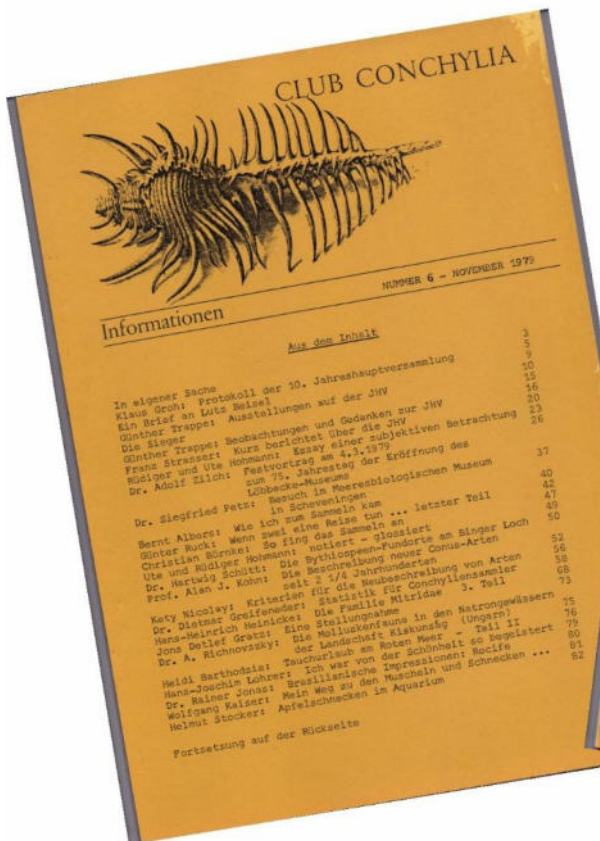 CLUB CONCHYLIA
Informationen
NUMMER 6 - NOVEMBER 1979
Aus dem Inhalt
In eigener Sache 3
Klaus Groh: Protokoll der 10. Jahreshauptversammlung 5
Ein Brief an Lutz Beisel 9
Günther Trappe: Ausstellungen auf der JHV 10
Die Sieger 15
Günther Trappe: Beobachtungen und Gedanken zur JHV 16
Franz Strasser: Kurz berichtet über die JHV 20
Rüdiger und Ute Hohmann: Essay einer subjektiven Betrachtung 23
Dr. Adolf Zilch: Festvortrag am 4.3.1979 26
zum 75. Jahrestag der Eröffnung des
Löbbecke-Museums
Dr. Siegfried Petz: Besuch im Meeresbiologischen Museum 37
in Scheveningen
Bernt Albers: Wie ich zum Sammeln kam 40
Günter Ruck: Wenn zwei eine Reise tun ... letzter Teil 42
Christian Börnke: So fing das Sammeln an 47
Ute und Rüdiger Hohmann: notiert - glossiert 49
Dr. Hartwig Schütt: Die Bythiospeen-Fundorte am Binger Loch 50
Prof. Alan J. Kohn: Die Beschreibung neuer Conus-Arten 52
seit 2 1/4 Jahrhunderten
Kety Nicolay: Kriterien für die Neubeschreibung von Arten 56
Dr. Dietmar Greifeneder: Statistik für Conchyliensammler 58
Hans-Heinrich Heinicke: Die Familie Mitridae 3. Teil 68
Jons Detlef Gratz: Eine Stellungnahme 73
Dr. A. Richnovszky: Die Molluskenfauna in den Natrongewässern 75
der Landschaft Kiskunság (Ungarn)
Heidi Barthodzia: Tauchurlaub am Roten Meer - Teil II 76
Hans-Joachim Lohrer: Ich war von der Schönheit so begeistert 79
Dr. Rainer Jonas: Brasilianische Impressionen: Rocife 80
Wolfgang Kaiser: Mein Weg zu den Muscheln und Schnecken ... 81
Helmut Stocker: Apfelschnecken im Aquarium 82
Fortsetzung auf der Rückseite